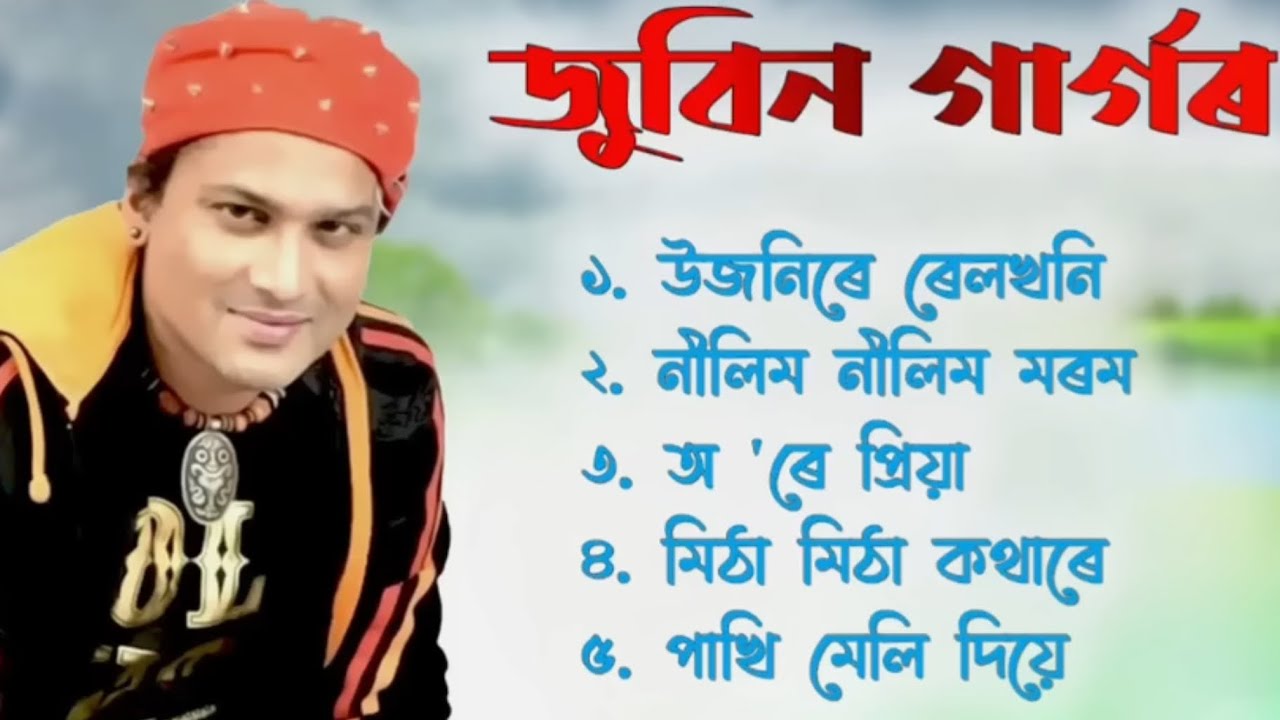 জুবিন গাৰ্গৰ
১. উজনিৰে ৰেলখনি
২. নীলিম নীলিম মৰম
৩. অ 'ৰে প্ৰিয়া
৪. মিঠা মিঠা কথাৰে
৫. পাখি মেলি দিয়ে